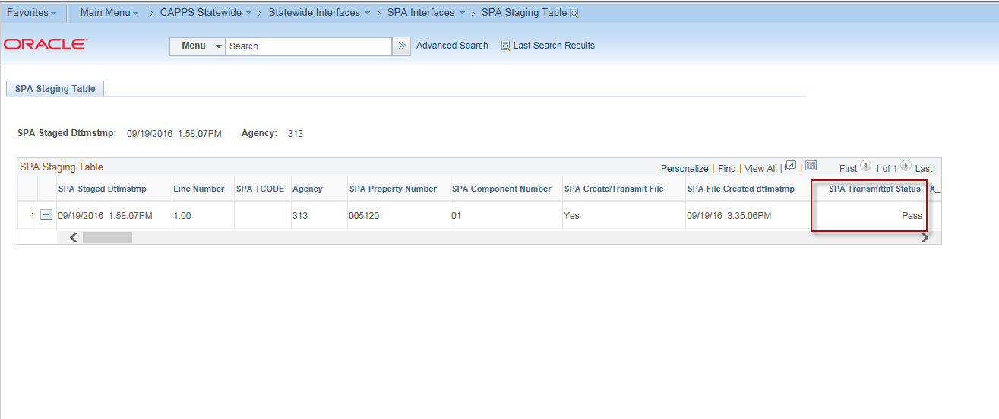 Favorites Main Menu > CAPPS Statewide > Statewide Interfaces > SPA Interfaces > SPA Staging Table
ORACLE
Menu Search >> Advanced Search Last Search Results
SPA Staging Table
SPA Staged Dttmstmp: 09/19/2016 1:58:07PM Agency: 313
SPA Staging Table Personalize | Find | View All | | First 1 of 1 Last
SPA Staged Dttmstmp Line Number SPA TCODE Agency SPA Property Number SPA Component Number SPA Create/Transmit File SPA File Created dttmstmp SPA Transmittal Status TX_
1 09/19/2016 1:58:07PM 1.00 313 005120 01 Yes 09/19/16 3:35:06PM Pass